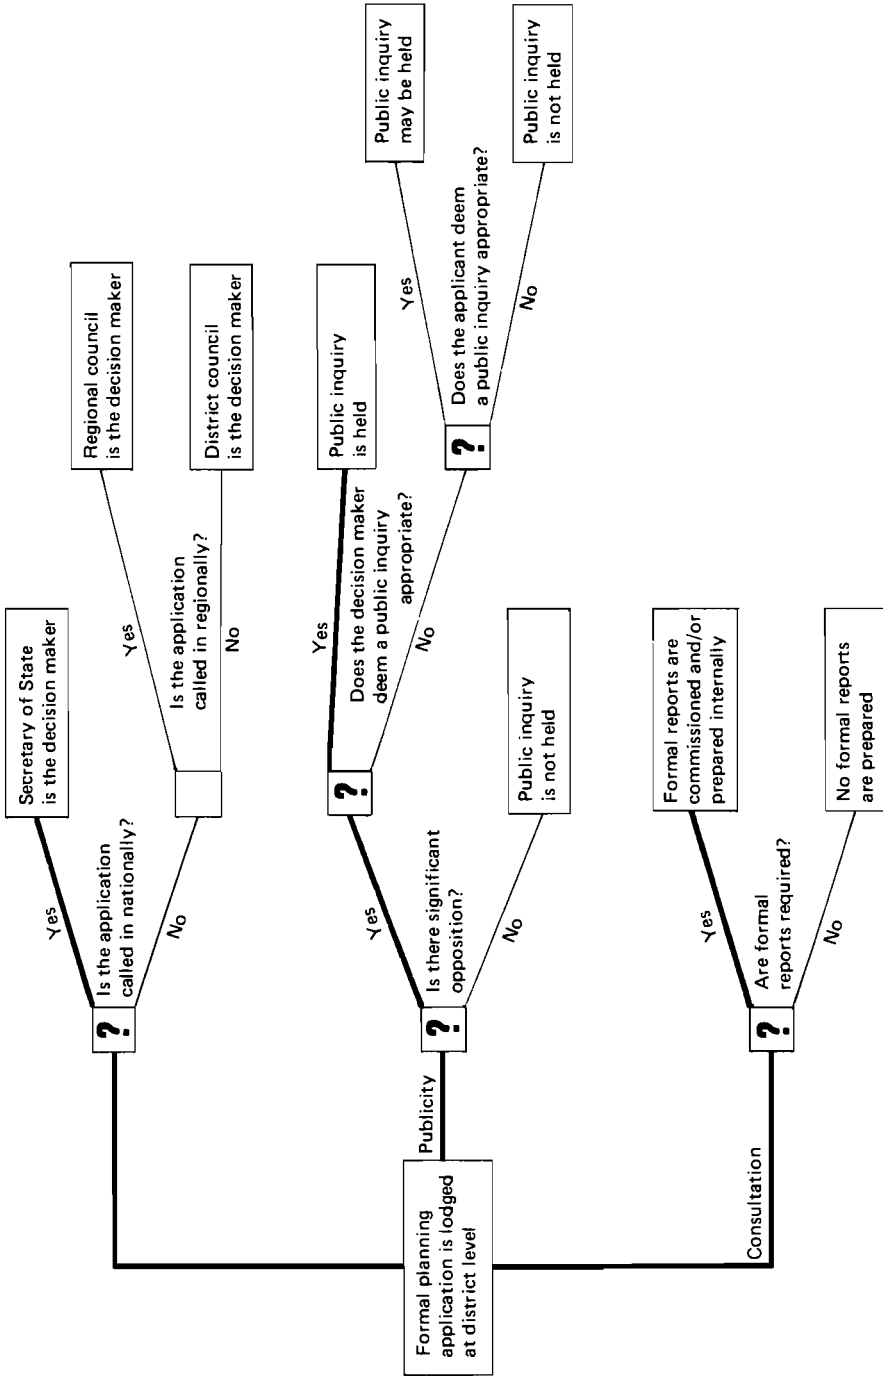 Formal planning
application is lodged
at district level
Publicity
Consultation
?
Is the application
called in nationally?
Yes
No
Secretary of State
is the decision maker
Is the application
called in regionally?
Yes
No
Regional council
is the decision maker
District council
is the decision maker
?
Is there significant
opposition?
Yes
No
Public inquiry
is not held
?
Does the decision maker
deem a public inquiry
appropriate?
Yes
No
Public inquiry
is held
?
Does the applicant deem
a public inquiry appropriate?
Yes
No
Public inquiry
may be held
Public inquiry
is not held
?
Are formal
reports required?
Yes
No
Formal reports are
commissioned and/or
prepared internally
No formal reports
are prepared